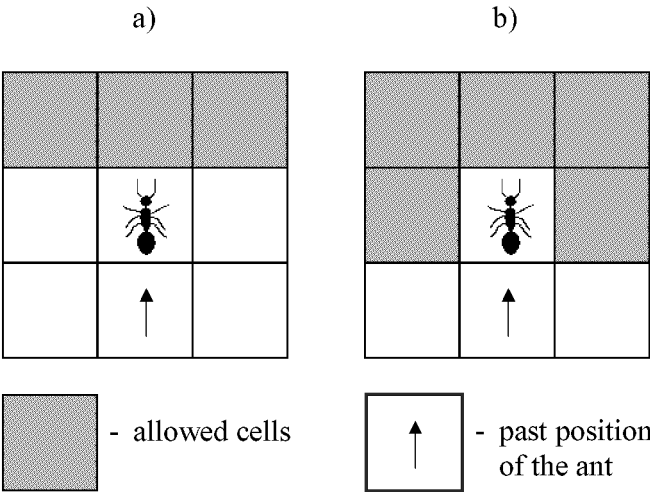 a)
b)
- allowed cells
- past position
of the ant